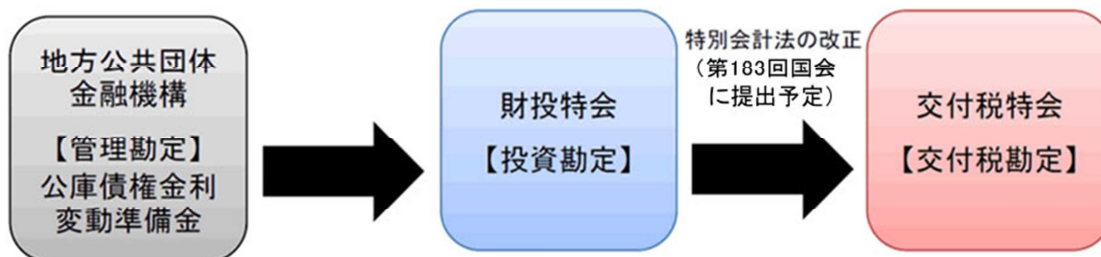 地方公共団体
金融機構
【管理勘定】
公庫債権金利
変動準備金
財投特会
【投資勘定】
特別会計法の改正
（第183回国会
に提出予定）
交付税特会
【交付税勘定】